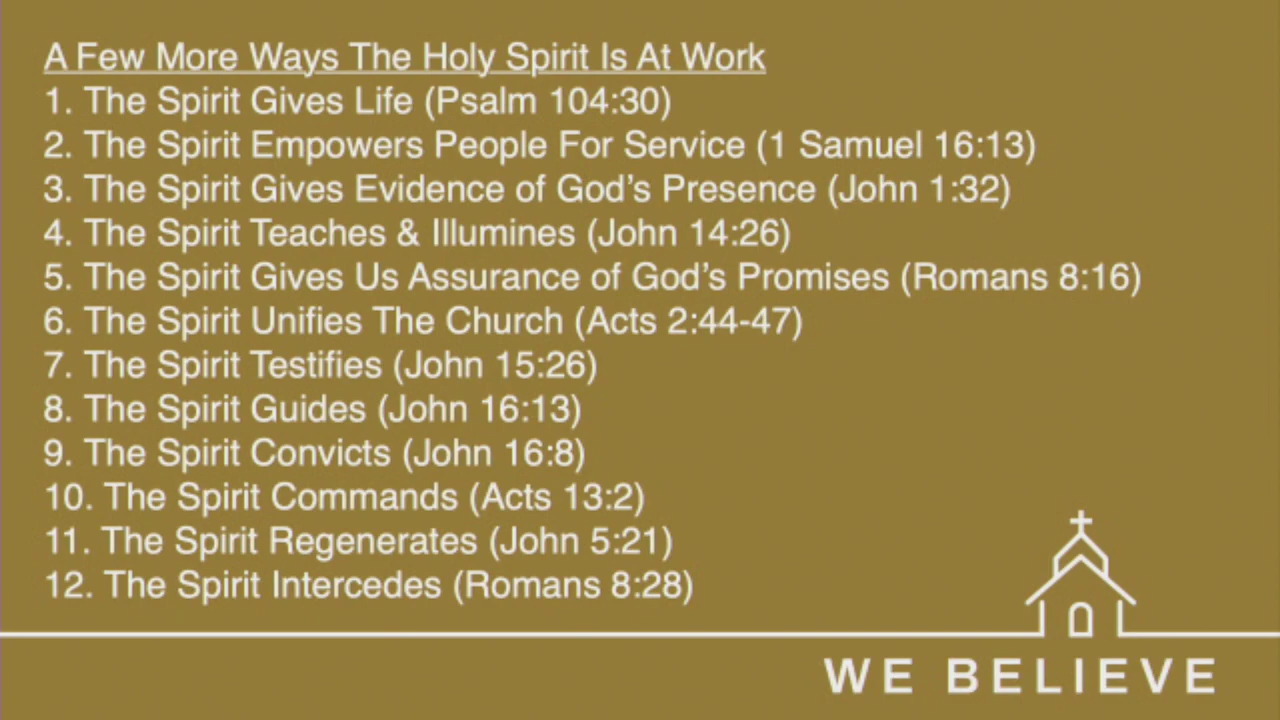 A Few More Ways The Holy Spirit Is At Work
1. The Spirit Gives Life (Psalm 104:30)
2. The Spirit Empowers People For Service (1 Samuel 16:13)
3. The Spirit Gives Evidence of God’s Presence (John 1:32)
4. The Spirit Teaches & Illumines (John 14:26)
5. The Spirit Gives Us Assurance of God’s Promises (Romans 8:16)
6. The Spirit Unifies The Church (Acts 2:44-47)
7. The Spirit Testifies (John 15:26)
8. The Spirit Guides (John 16:13)
9. The Spirit Convicts (John 16:8)
10. The Spirit Commands (Acts 13:2)
11. The Spirit Regenerates (John 5:21)
12. The Spirit Intercedes (Romans 8:28)
WE BELIEVE